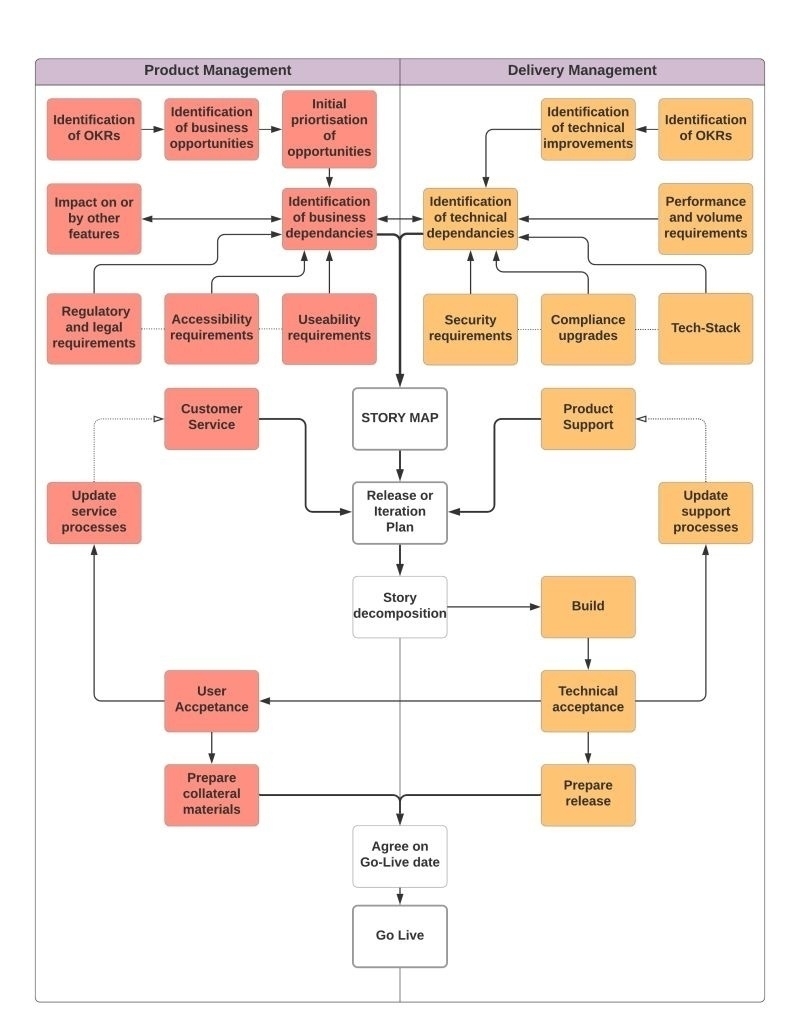 Product Management
Delivery Management
Identification
of OKRs
Identification
of business
opportunities
Initial
priortisation
of
opportunities
Identification
of technical
improvements
Identification
of OKRs
Impact on or
by other
features
Identification
of business
dependancies
Identification
of technical
dependancies
Performance
and volume
requirements
Regulatory
and legal
requirements
Accessibility
requirements
Useability
requirements
Security
requirements
Compliance
upgrades
Tech-Stack
Customer
Service
STORY MAP
Product
Support
Update
service
processes
Release or
Iteration
Plan
Update
support
processes
Story
decomposition
Build
User
Accpetance
Technical
acceptance
Prepare
collateral
materials
Prepare
release
Agree on
Go-Live date
Go Live